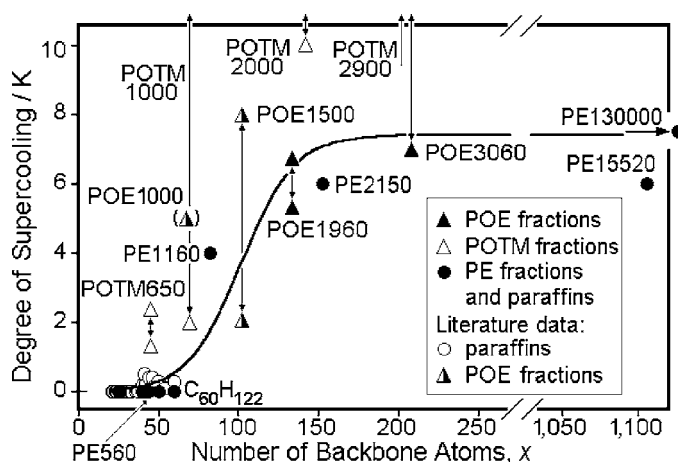 Degree of Supercooling / K
10
8
6
4
2
0
POTM
1000
POTM
2000
POTM
2900
POE1500
PE130000
POE3060
PE15520
PE2150
(POE1000)
POE1960
PE1160
POTM650
C60H122
PE560
POE fractions
POTM fractions
PE fractions
and paraffins
Literature data:
paraffins
POE fractions
0
50
100
150
200
250
1,050
1,100
Number of Backbone Atoms, x